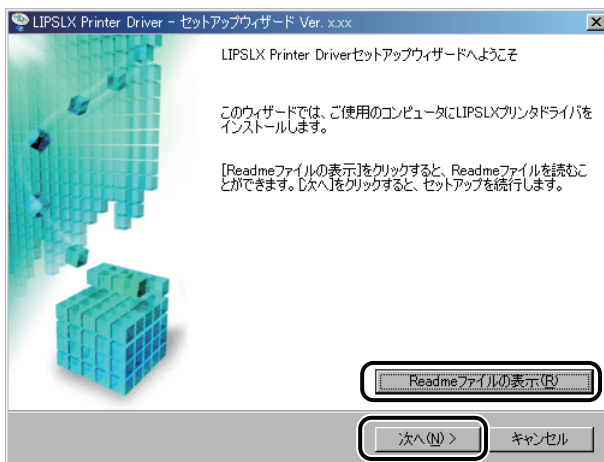 LIPSLX Printer Driver - セットアップウィザード Ver. x.xx
LIPSLX Printer Driverセットアップウィザードへようこそ
このウィザードでは、ご使用のコンピュータにLIPSLXプリンタドライバを
インストールします。
[Readmeファイルの表示]をクリックすると、Readmeファイルを読むこ
とができます。[次へ]をクリックすると、セットアップを続行します。
Readmeファイルの表示(R)
次へ(N) >
キャンセル